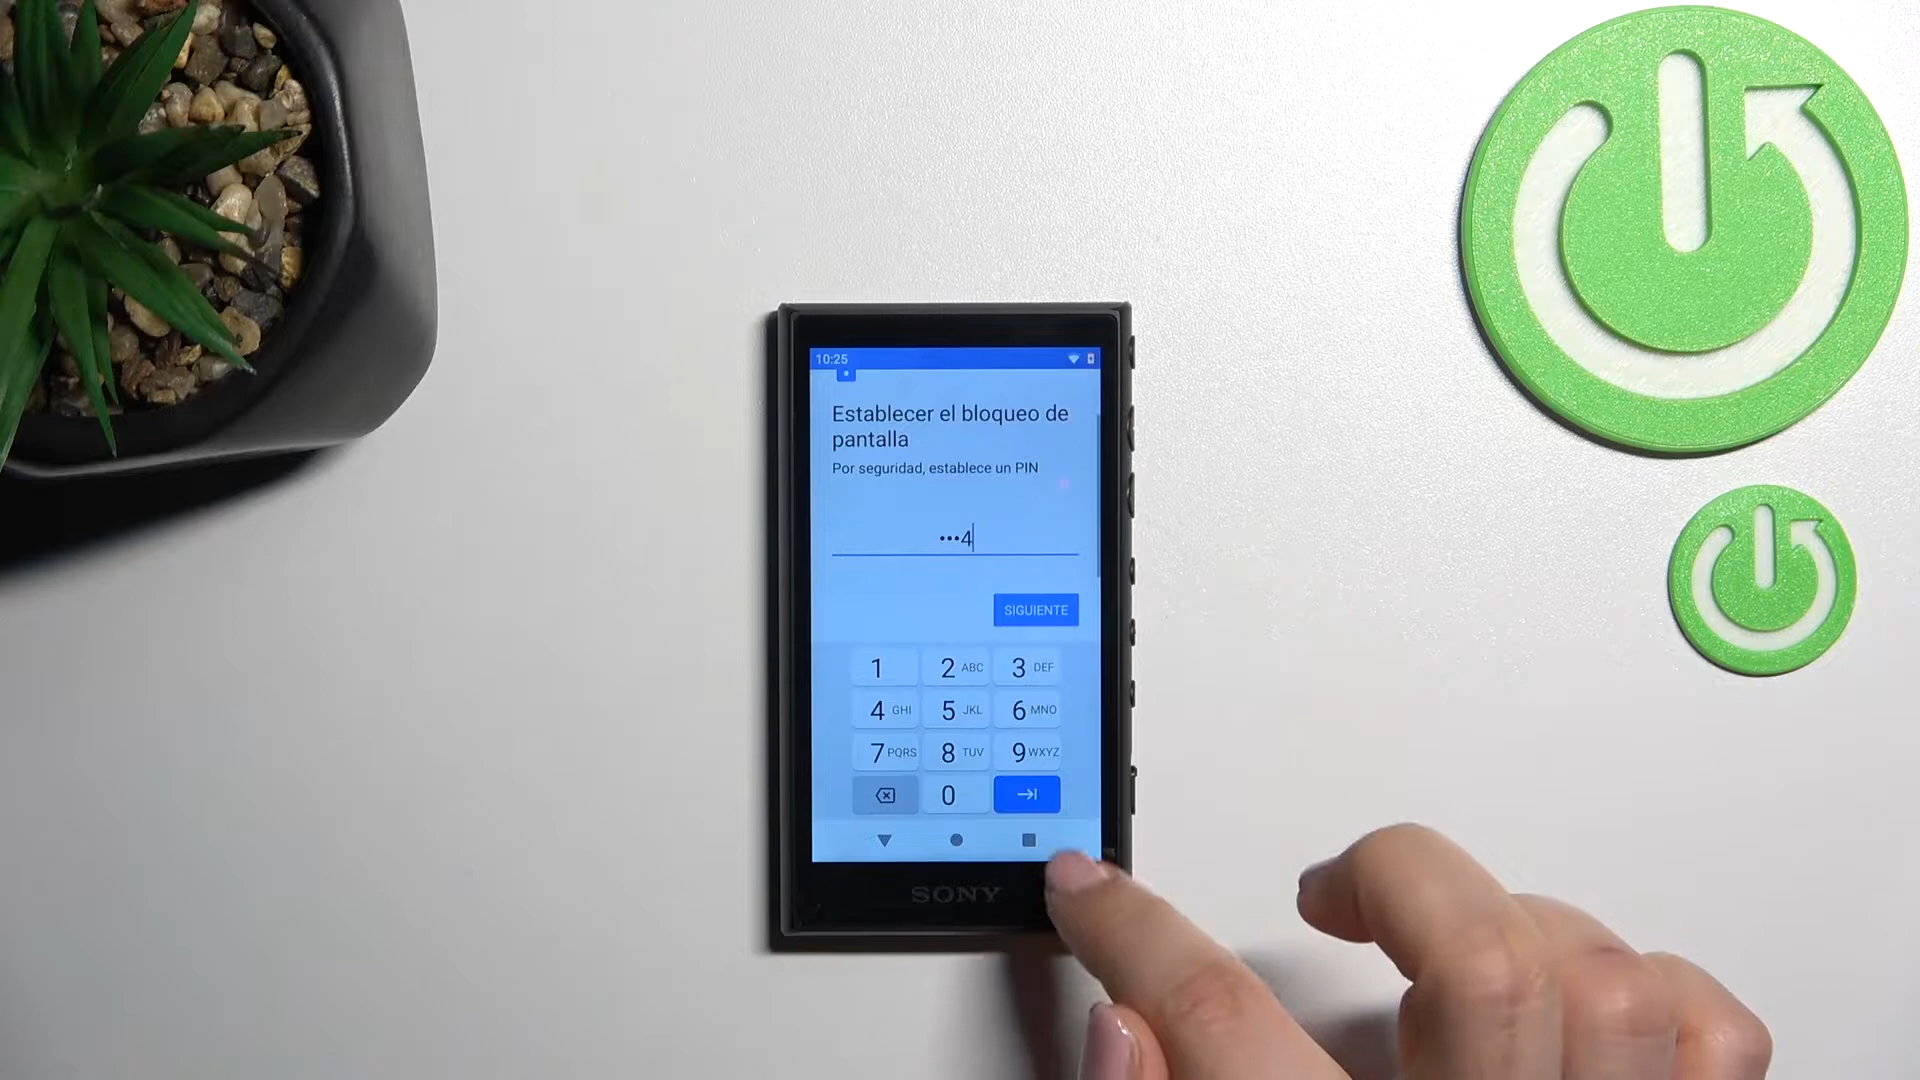 10:25
Establecer el bloqueo de
pantalla
Por seguridad, establece un PIN
•••4
SIGUIENTE
1 2 ABC 3 DEF
4 GHI 5 JKL 6 MNO
7 PQRS 8 TUV 9 WXYZ
0
SONY